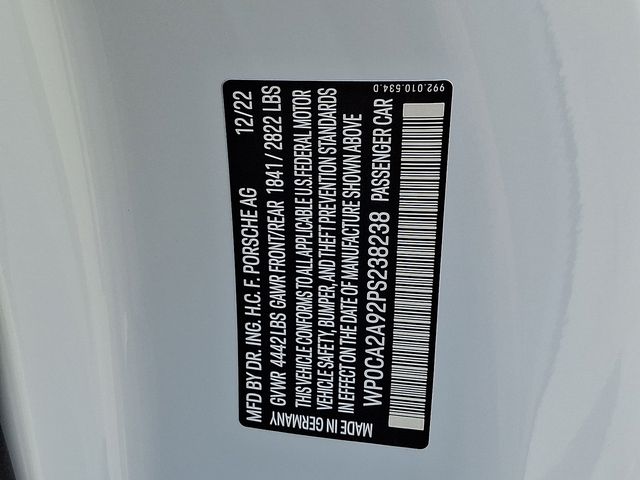 MFD BY DR. ING. H.C. F. PORSCHE AG 12/22
GVWR 4442 LBS GAWR FRONT/REAR 1841 / 2822 LBS
THIS VEHICLE CONFORMS TO ALL APPLICABLE U.S.FEDERAL MOTOR
VEHICLE SAFETY, BUMPER, AND THEFT PREVENTION STANDARDS
IN EFFECT ON THE DATE OF MANUFACTURE SHOWN ABOVE
WP0CA2A92PS238238 PASSENGER CAR
MADE IN GERMANY
992.010.534.D